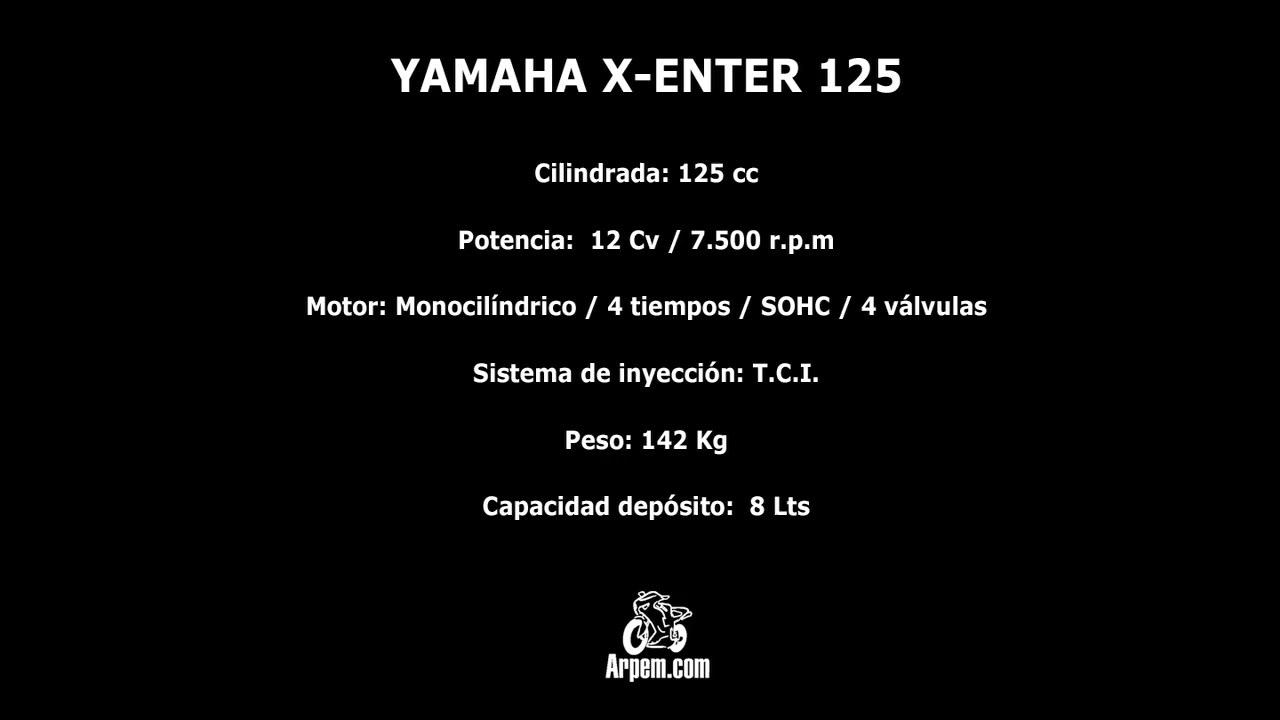 YAMAHA X-ENTER 125
Cilindrada: 125 cc
Potencia:  12 Cv / 7.500 r.p.m
Motor: Monocilíndrico / 4 tiempos / SOHC / 4 válvulas
Sistema de inyección: T.C.I.
Peso: 142 Kg
Capacidad depósito:  8 Lts
Arpem.com